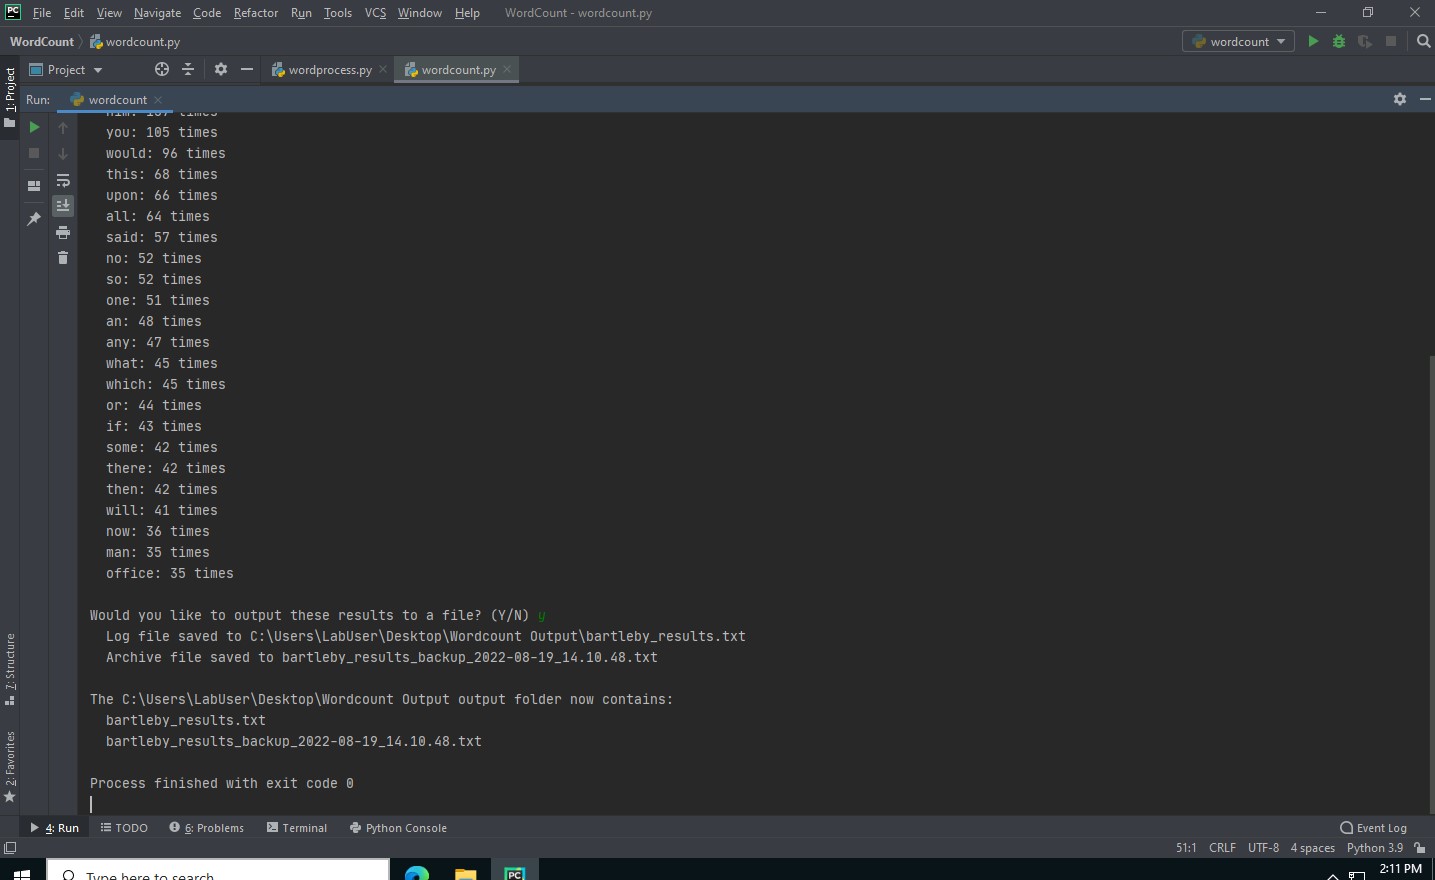 PC File Edit View Navigate Code Refactor Run Tools VCS Window Help WordCount - wordcount.py
WordCount wordcount.py wordcount
Project wordprocess.py wordcount.py
1: Project
Run: wordcount
you: 105 times
would: 96 times
this: 68 times
upon: 66 times
all: 64 times
said: 57 times
no: 52 times
so: 52 times
one: 51 times
an: 48 times
any: 47 times
what: 45 times
which: 45 times
or: 44 times
if: 43 times
some: 42 times
there: 42 times
then: 42 times
will: 41 times
now: 36 times
man: 35 times
office: 35 times
Would you like to output these results to a file? (Y/N) y
Log file saved to C:\Users\LabUser\Desktop\Wordcount Output\bartleby_results.txt
Archive file saved to bartleby_results_backup_2022-08-19_14.10.48.txt
The C:\Users\LabUser\Desktop\Wordcount Output output folder now contains:
bartleby_results.txt
bartleby_results_backup_2022-08-19_14.10.48.txt
Process finished with exit code 0
7: Structure
2: Favorites
4: Run TODO 6: Problems Terminal Python Console Event Log
51:1 CRLF UTF-8 4 spaces Python 3.9
Type here to search PC 2:11 PM